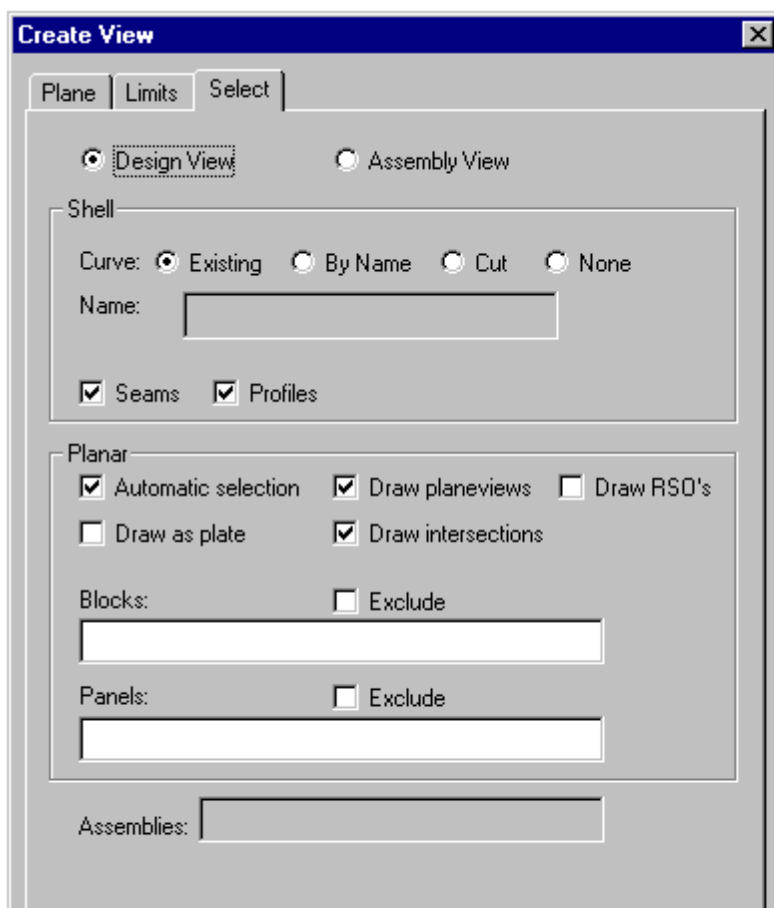 Create View
Plane Limits Select
Design View Assembly View
Shell
Curve: Existing By Name Cut None
Name:
Seams Profiles
Planar
Automatic selection Draw planeviews Draw RSO's
Draw as plate Draw intersections
Blocks: Exclude
Panels: Exclude
Assemblies: